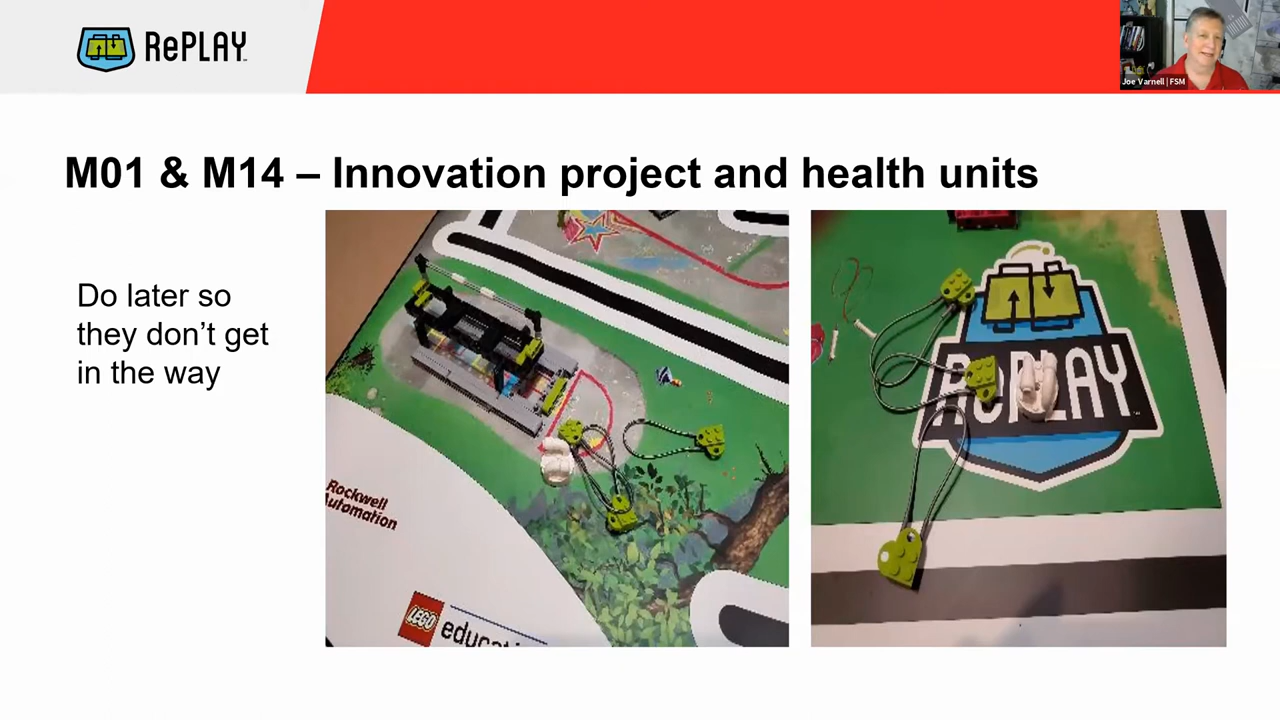 RePLAY
Joe Varnell | FSM
M01 & M14 – Innovation project and health units
Do later so
they don’t get
in the way
Rockwell
Automation
LEGO
education
RePLAY